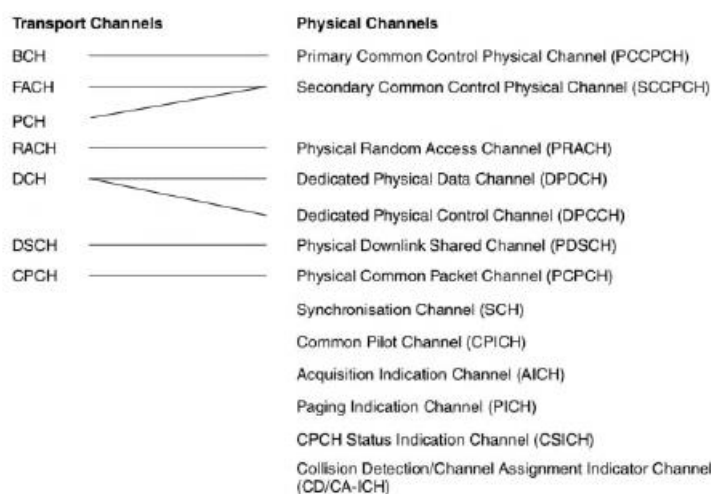 Transport Channels Physical Channels
BCH Primary Common Control Physical Channel (PCCPCH)
FACH Secondary Common Control Physical Channel (SCCPCH)
PCH
RACH Physical Random Access Channel (PRACH)
DCH Dedicated Physical Data Channel (DPDCH)
Dedicated Physical Control Channel (DPCCH)
DSCH Physical Downlink Shared Channel (PDSCH)
CPCH Physical Common Packet Channel (PCPCH)
Synchronisation Channel (SCH)
Common Pilot Channel (CPICH)
Acquisition Indication Channel (AICH)
Paging Indication Channel (PICH)
CPCH Status Indication Channel (CSICH)
Collision Detection/Channel Assignment Indicator Channel
(CD/CA-ICH)